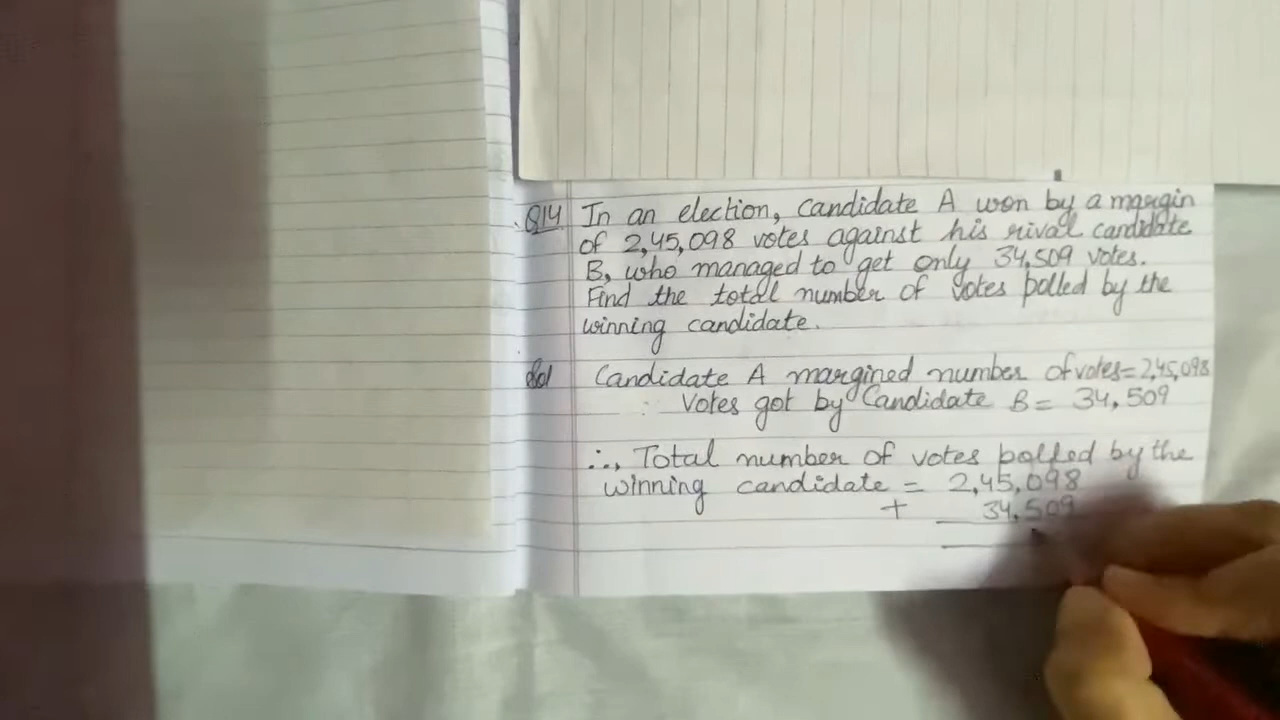 Q14 In an election, candidate A won by a margin
of 2,45,098 votes against his rival candidate
B, who managed to get only 34,509 votes.
Find the total number of votes polled by the
winning candidate.
Sol Candidate A margined number of votes = 2,45,098
Votes got by Candidate B = 34,509
∴, Total number of votes polled by the
winning candidate = 2,45,098
+ 34,509